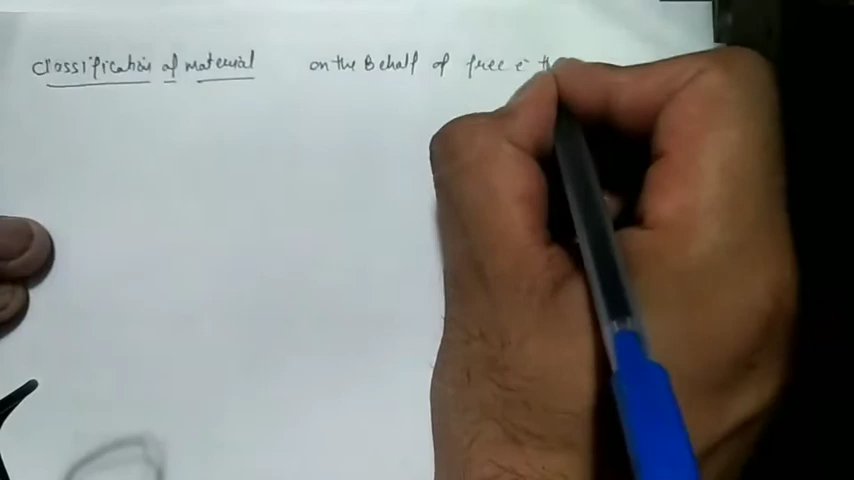 Classification of material on the Behalf of free e⁻